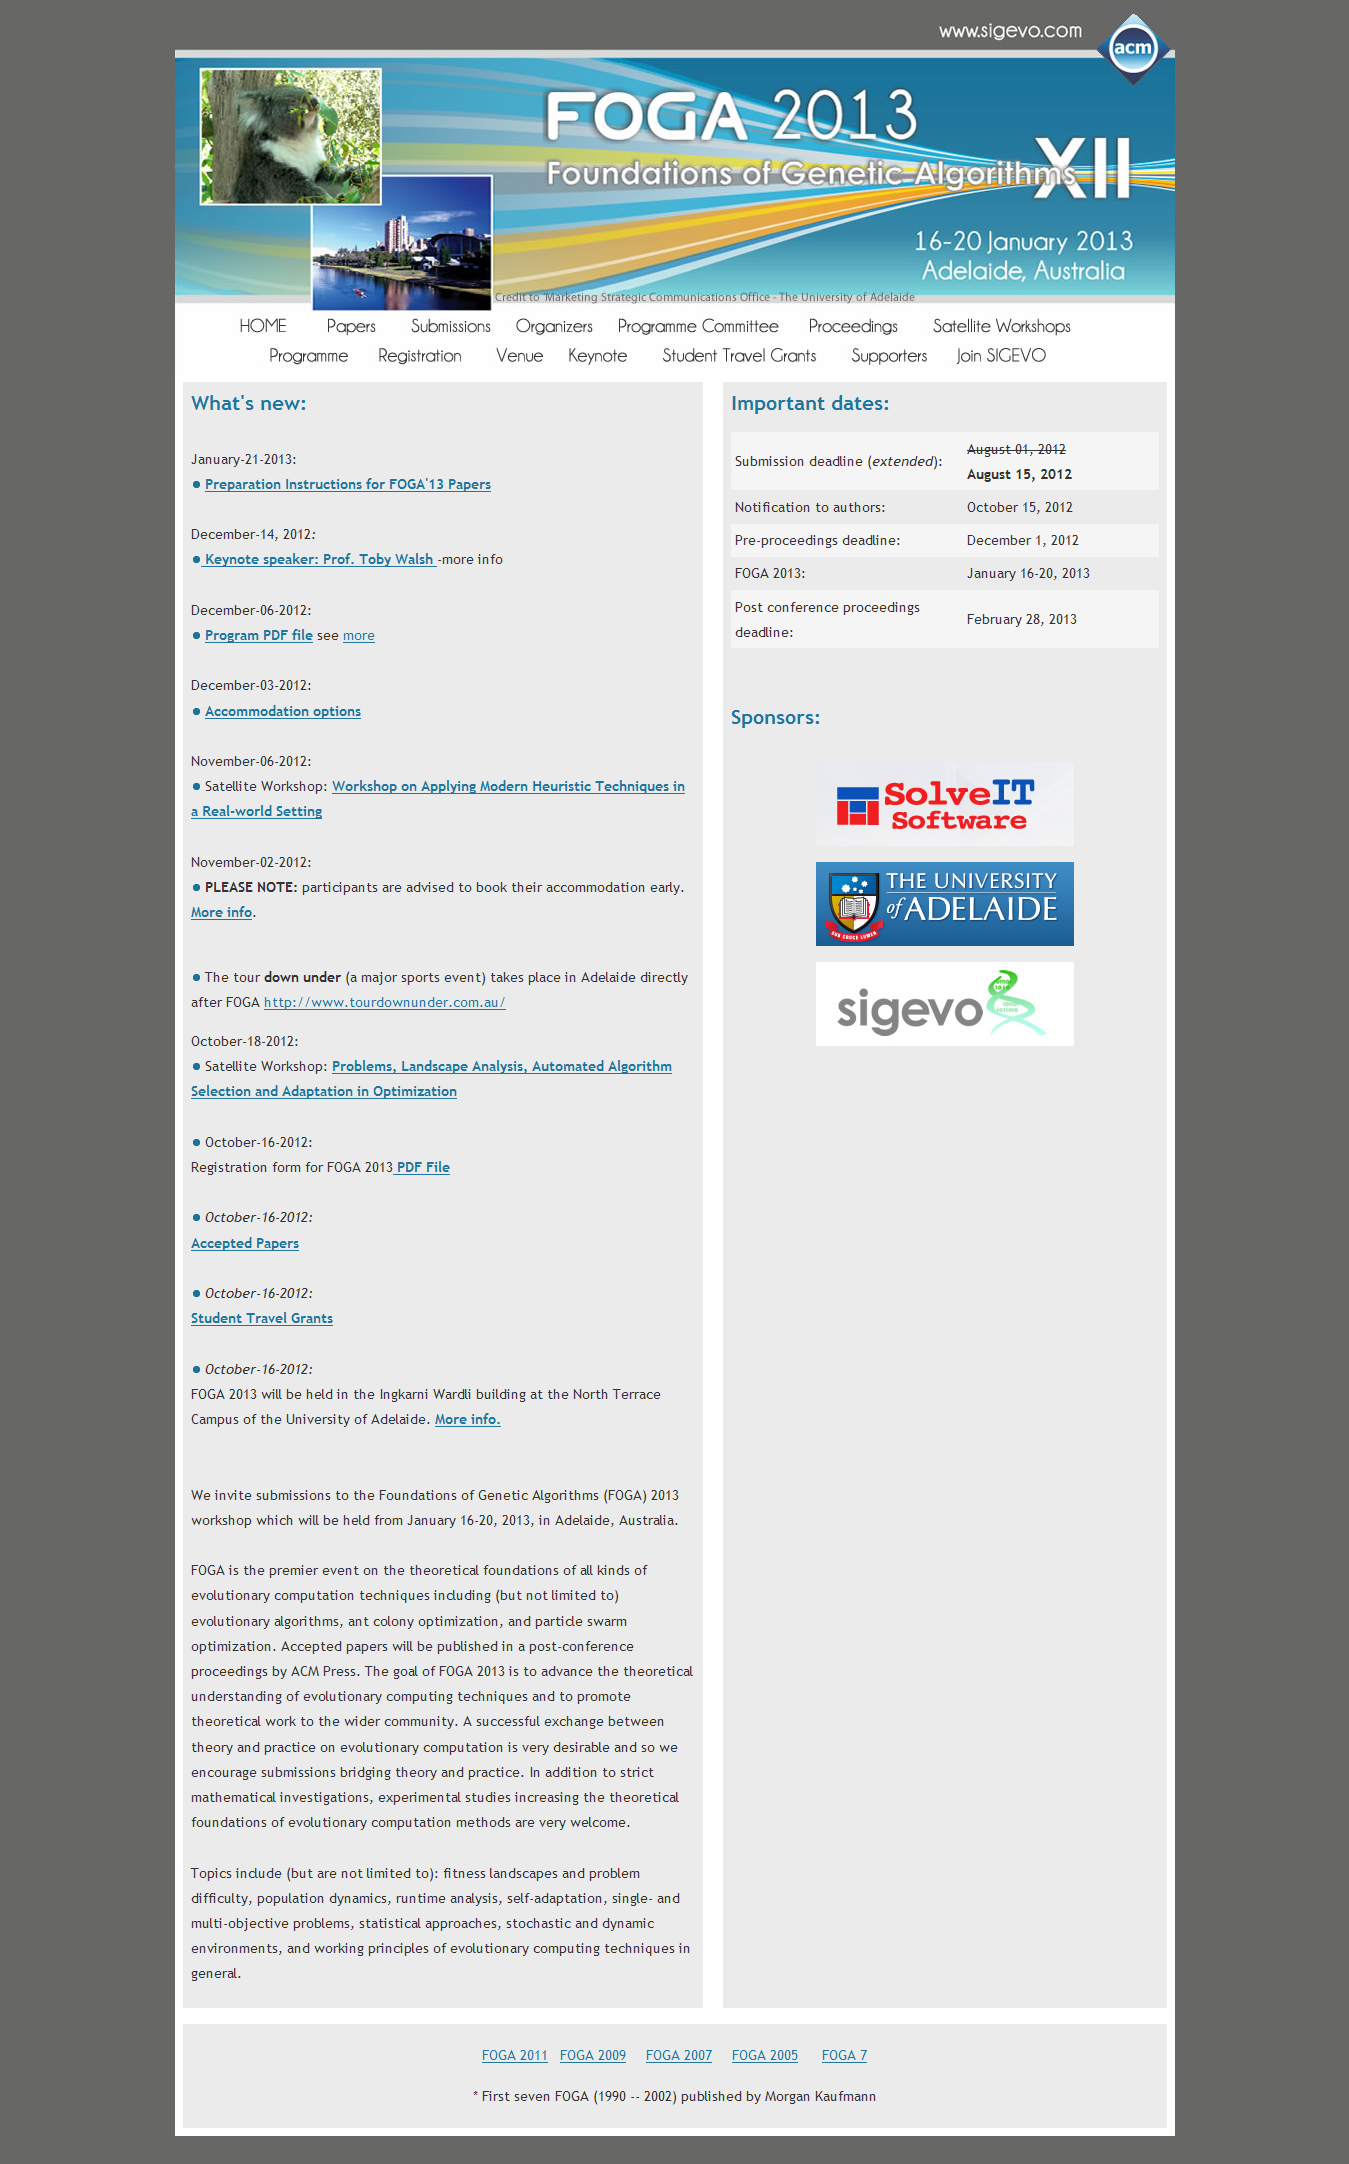 www.sigevo.com
acm
FOGA 2013
Foundations of Genetic Algorithms XII
16-20 January 2013
Adelaide, Australia
Credit to 'Marketing Strategic Communications Office - The University of Adelaide
HOME Papers Submissions Organizers Programme Committee Proceedings Satellite Workshops
Programme Registration Venue Keynote Student Travel Grants Supporters Join SIGEVO
What's new:
January-21-2013:
• Preparation Instructions for FOGA'13 Papers
December-14, 2012:
• Keynote speaker: Prof. Toby Walsh -more info
December-06-2012:
• Program PDF file see more
December-03-2012:
• Accommodation options
November-06-2012:
• Satellite Workshop: Workshop on Applying Modern Heuristic Techniques in
a Real-world Setting
November-02-2012:
• PLEASE NOTE: participants are advised to book their accommodation early.
More info.
• The tour down under (a major sports event) takes place in Adelaide directly
after FOGA http://www.tourdownunder.com.au/
October-18-2012:
• Satellite Workshop: Problems, Landscape Analysis, Automated Algorithm
Selection and Adaptation in Optimization
• October-16-2012:
Registration form for FOGA 2013 PDF File
• October-16-2012:
Accepted Papers
• October-16-2012:
Student Travel Grants
• October-16-2012:
FOGA 2013 will be held in the Ingkarni Wardli building at the North Terrace
Campus of the University of Adelaide. More info.
We invite submissions to the Foundations of Genetic Algorithms (FOGA) 2013
workshop which will be held from January 16-20, 2013, in Adelaide, Australia.
FOGA is the premier event on the theoretical foundations of all kinds of
evolutionary computation techniques including (but not limited to)
evolutionary algorithms, ant colony optimization, and particle swarm
optimization. Accepted papers will be published in a post-conference
proceedings by ACM Press. The goal of FOGA 2013 is to advance the theoretical
understanding of evolutionary computing techniques and to promote
theoretical work to the wider community. A successful exchange between
theory and practice on evolutionary computation is very desirable and so we
encourage submissions bridging theory and practice. In addition to strict
mathematical investigations, experimental studies increasing the theoretical
foundations of evolutionary computation methods are very welcome.
Topics include (but are not limited to): fitness landscapes and problem
difficulty, population dynamics, runtime analysis, self-adaptation, single- and
multi-objective problems, statistical approaches, stochastic and dynamic
environments, and working principles of evolutionary computing techniques in
general.
Important dates:
August 01, 2012
Submission deadline (extended):
August 15, 2012
Notification to authors: October 15, 2012
Pre-proceedings deadline: December 1, 2012
FOGA 2013: January 16-20, 2013
Post conference proceedings
deadline:
February 28, 2013
Sponsors:
SolveIT
Software
THE UNIVERSITY
of ADELAIDE
SUB CRUCE LUMEN
sigevo
FOGA 2011 FOGA 2009 FOGA 2007 FOGA 2005 FOGA 7
* First seven FOGA (1990 -- 2002) published by Morgan Kaufmann